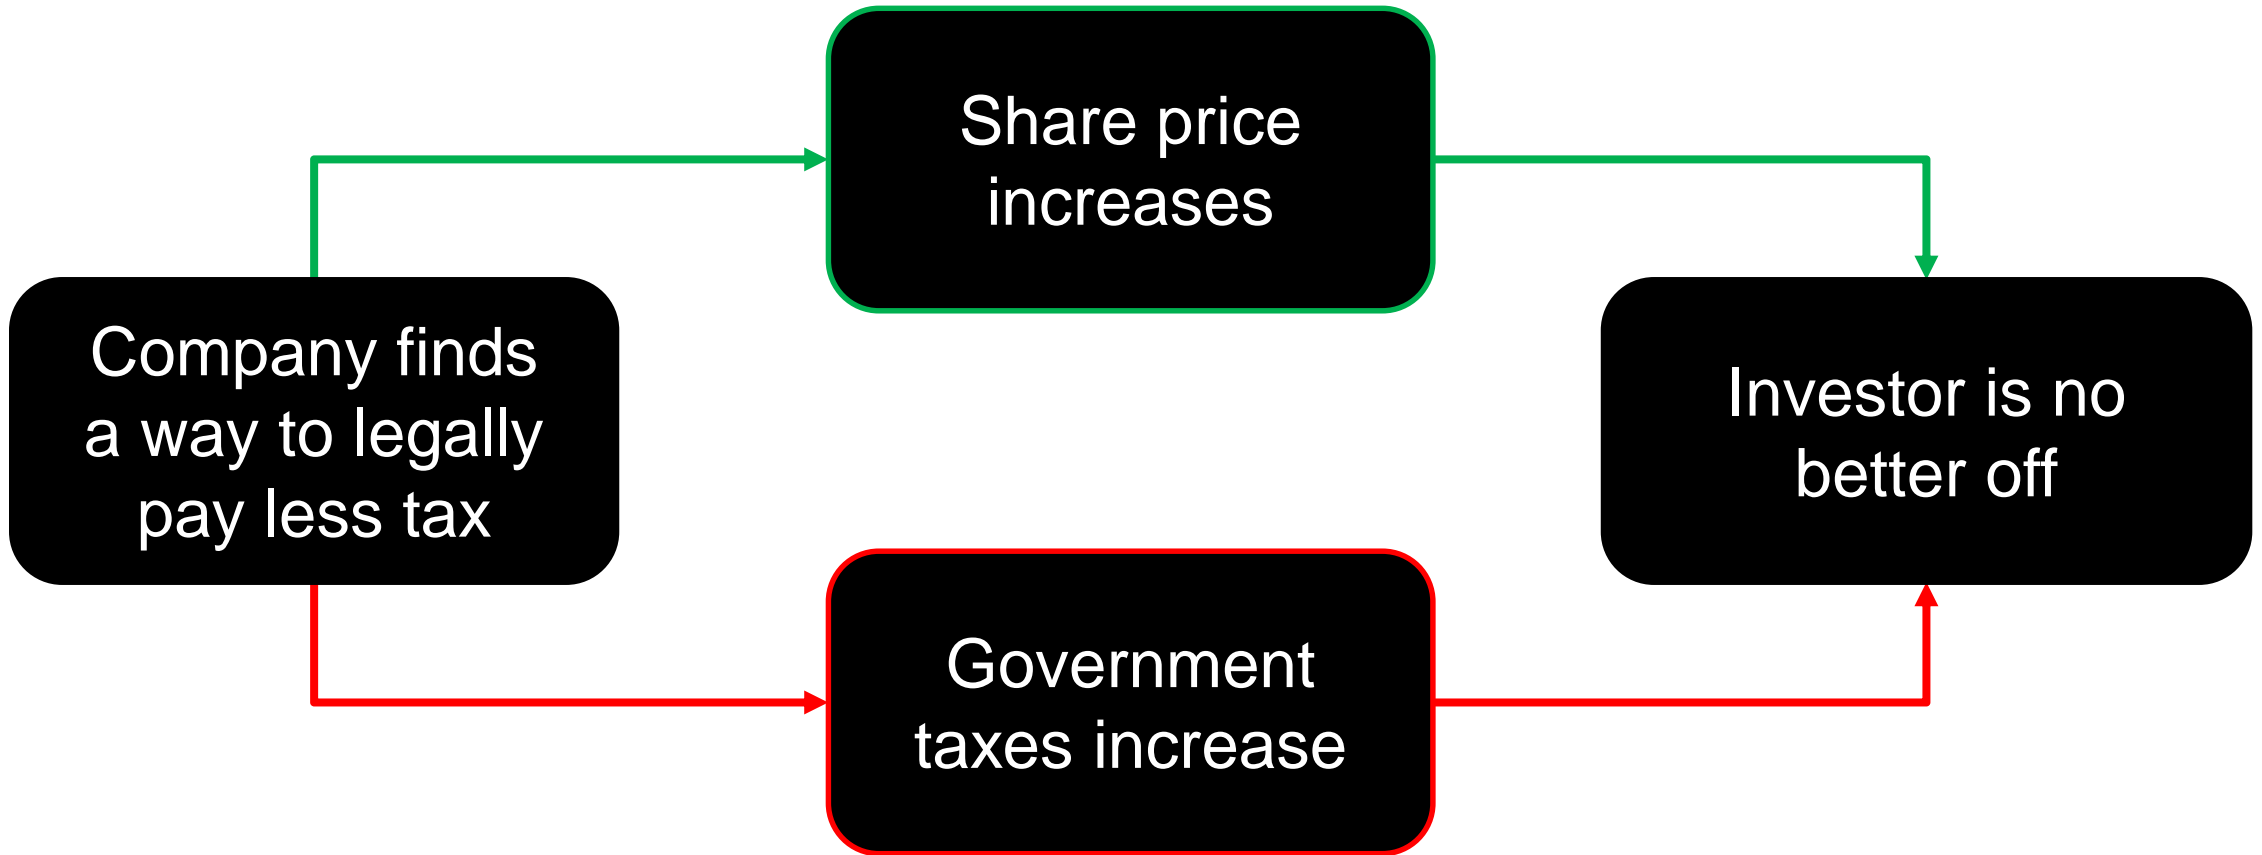 Share price
increases
Company finds
a way to legally
pay less tax
Investor is no
better off
Government
taxes increase